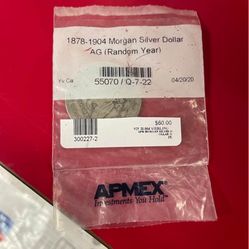 1878-1904 Morgan Silver Dollar
AG (Random Year)
55070 / Q-7-22
04/20/20
$60.00
300227-2
APMEX
Investments You Hold